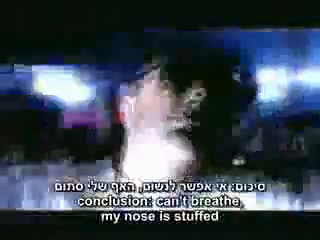 סיכום: אי אפשר לנשום, האף שלי סתום
conclusion: can't breathe,
my nose is stuffed